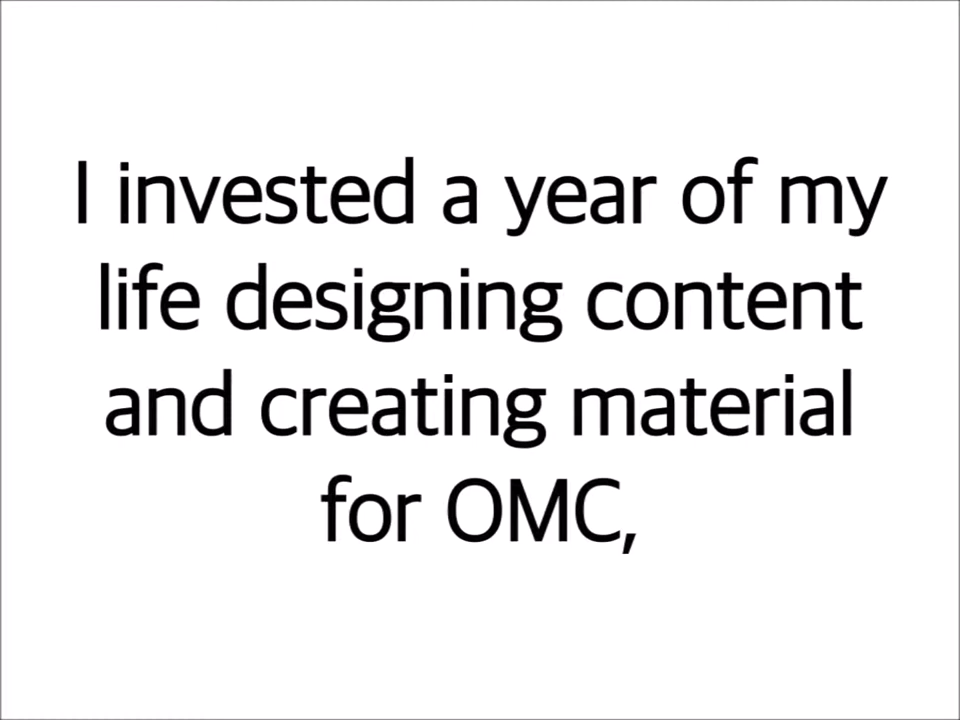 I invested a year of my
life designing content
and creating material
for OMC,